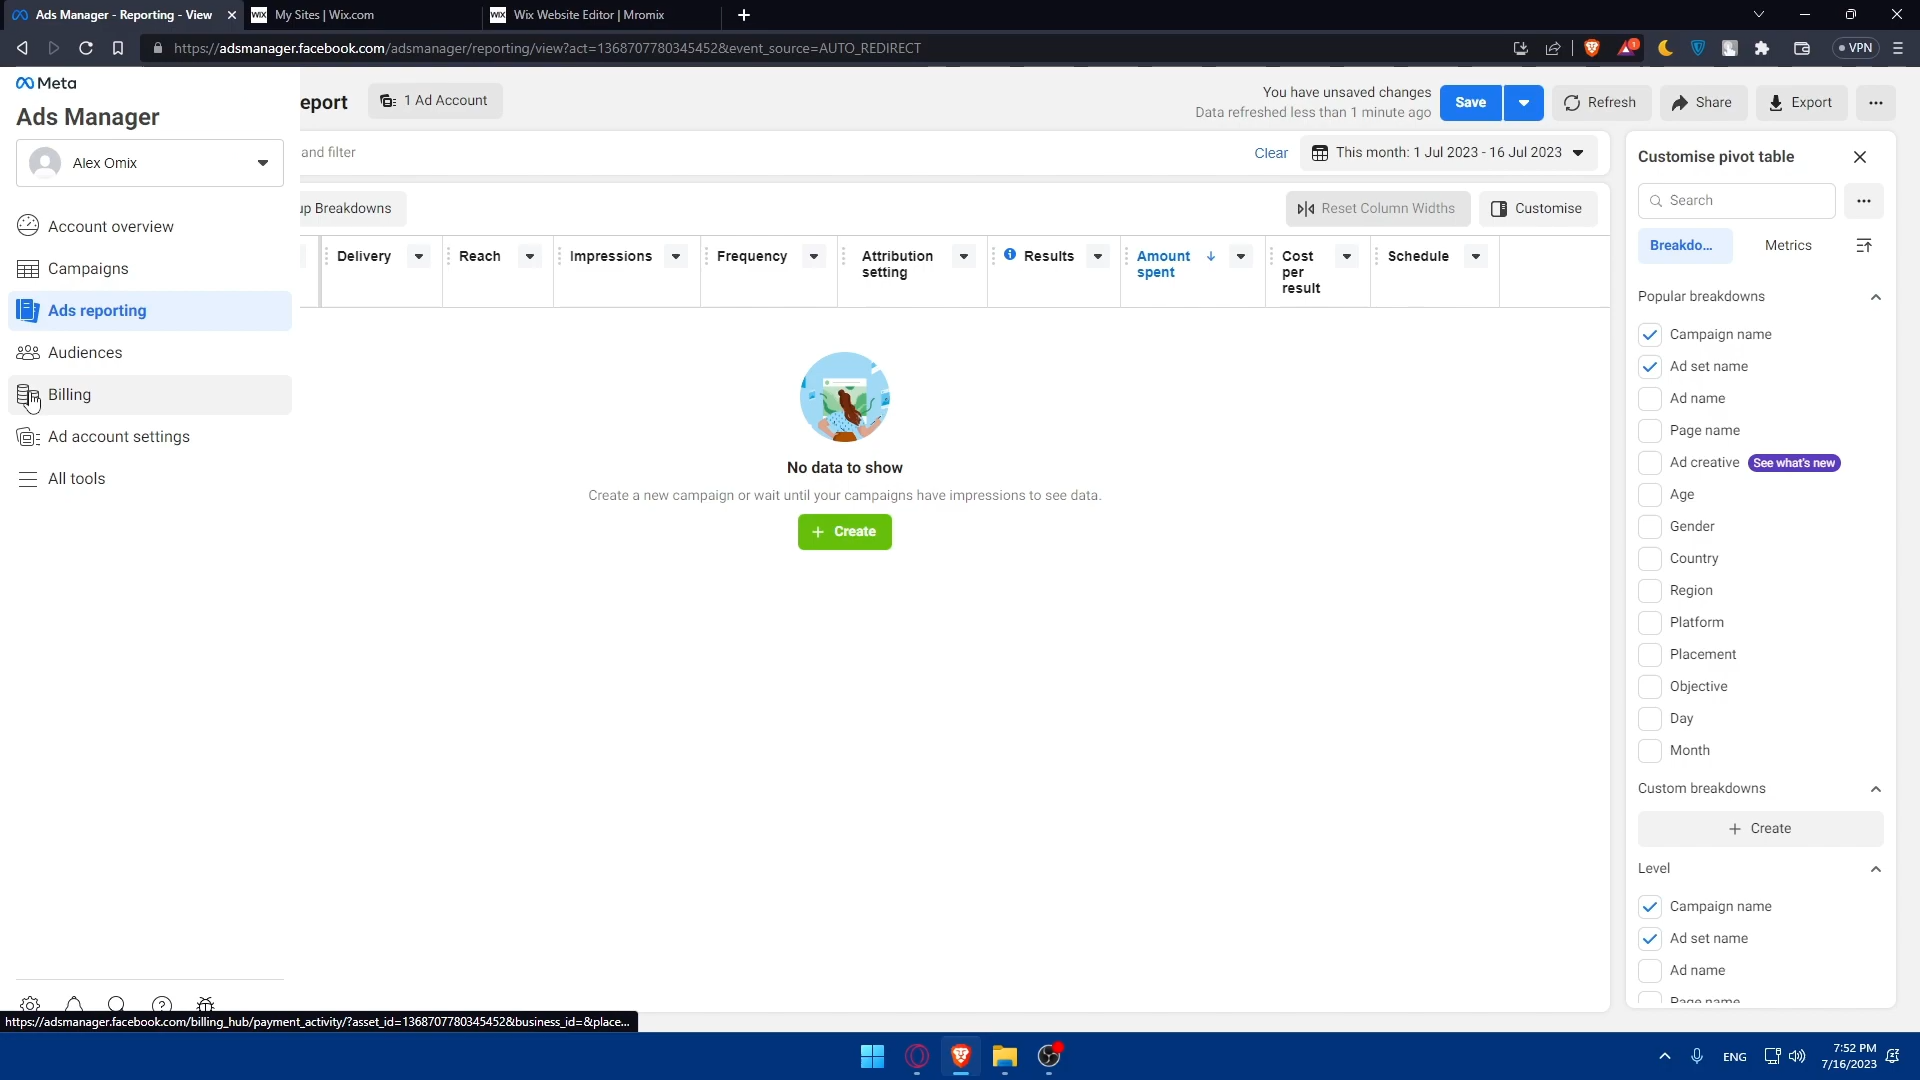 Ads Manager - Reporting - View
My Sites | Wix.com
Wix Website Editor | Mromix
https://adsmanager.facebook.com/adsmanager/reporting/view?act=1368707780345452&event_source=AUTO_REDIRECT
VPN
Meta
Ads Manager
Alex Omix
Account overview
Campaigns
Ads reporting
Audiences
Billing
Ad account settings
All tools
eport
1 Ad Account
You have unsaved changes
Data refreshed less than 1 minute ago
Save
Refresh
Share
Export
and filter
Clear
This month: 1 Jul 2023 - 16 Jul 2023
up Breakdowns
Reset Column Widths
Customise
Delivery
Reach
Impressions
Frequency
Attribution
setting
Results
Amount
spent
Cost
per
result
Schedule
No data to show
Create a new campaign or wait until your campaigns have impressions to see data.
Create
Customise pivot table
Search
Breakdo...
Metrics
Popular breakdowns
Campaign name
Ad set name
Ad name
Page name
Ad creative See what's new
Age
Gender
Country
Region
Platform
Placement
Objective
Day
Month
Custom breakdowns
Create
Level
Campaign name
Ad set name
Ad name
Page name
https://adsmanager.facebook.com/billing_hub/payment_activity/?asset_id=1368707780345452&business_id=&place...
ENG
7:52 PM
7/16/2023